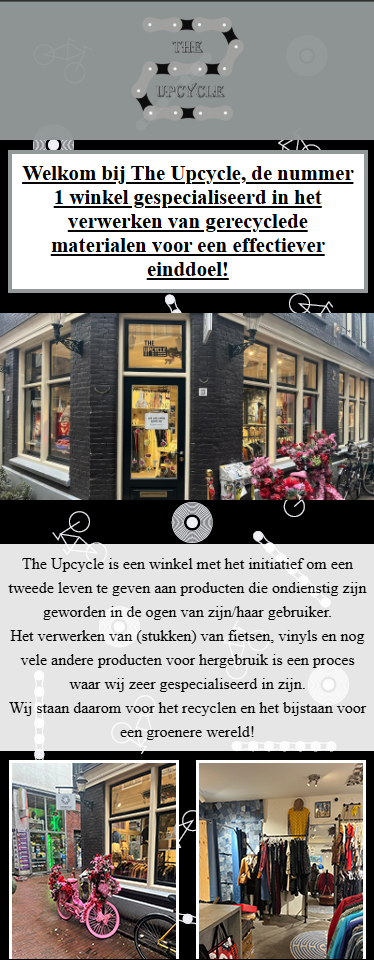 THE
UPCYCLE
Welkom bij The Upcycle, de nummer
1 winkel gespecialiseerd in het
verwerken van gerecyclede
materialen voor een effectiever
einddoel!
THE
UPCYCLE
The Upcycle is een winkel met het initiatief om een
tweede leven te geven aan producten die ondienstig zijn
geworden in de ogen van zijn/haar gebruiker.
Het verwerken van (stukken) van fietsen, vinyls en nog
vele andere producten voor hergebruik is een proces
waar wij zeer gespecialiseerd in zijn.
Wij staan daarom voor het recyclen en het bijstaan voor
een groenere wereld!